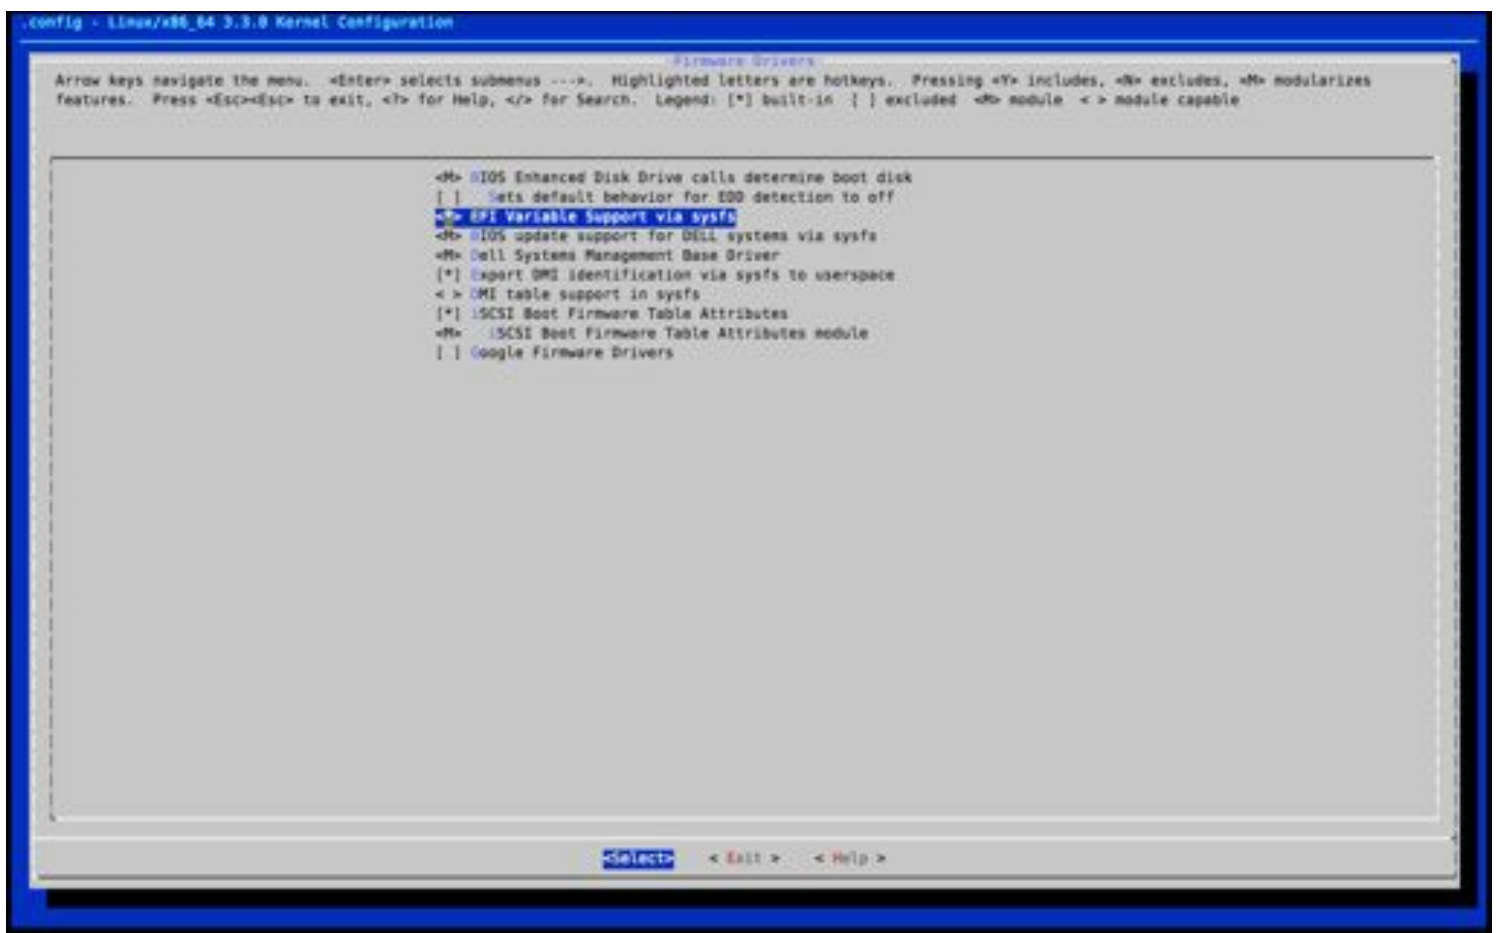 .config - Linux/x86_64 3.3.0 Kernel Configuration
Firmware Drivers
Arrow keys navigate the menu.  <Enter> selects submenus --->.  Highlighted letters are hotkeys.  Pressing <Y> includes, <N> excludes, <M> modularizes
features.  Press <Esc><Esc> to exit, <?> for Help, </> for Search.  Legend: [*] built-in  [ ] excluded  <M> module  < > module capable
<M> BIOS Enhanced Disk Drive calls determine boot disk
[ ]   Sets default behavior for EDD detection to off
<M> EFI Variable Support via sysfs
<M> BIOS update support for DELL systems via sysfs
<M> Dell Systems Management Base Driver
[*] Export DMI identification via sysfs to userspace
< > DMI table support in sysfs
[*] iSCSI Boot Firmware Table Attributes
<M>   iSCSI Boot Firmware Table Attributes module
[ ] Google Firmware Drivers
<Select>    < Exit >    < Help >